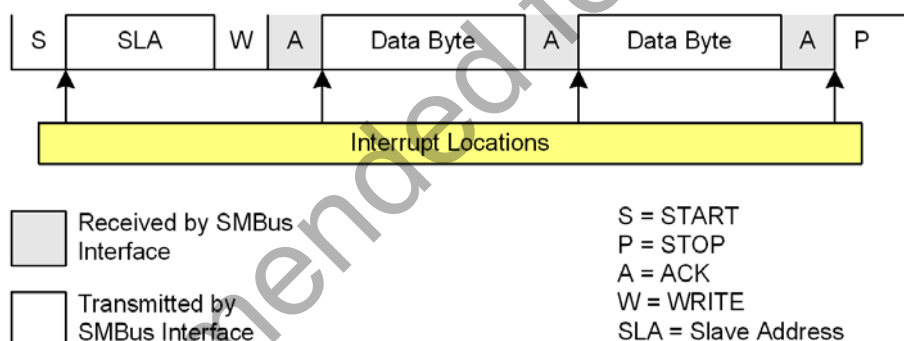 S SLA W A Data Byte A Data Byte A P
Interrupt Locations
Received by SMBus
Interface
Transmitted by
SMBus Interface
S = START
P = STOP
A = ACK
W = WRITE
SLA = Slave Address